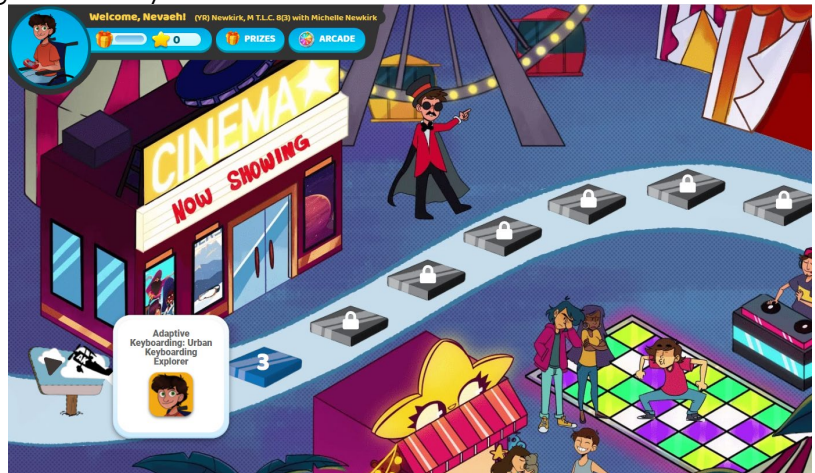 Welcome, Nevaeh! (YR) Newkirk, M T.L.C. 8(3) with Michelle Newkirk
0 PRIZES ARCADE
CINEMA
NOW SHOWING
Adaptive
Keyboarding: Urban
Keyboarding
Explorer
3